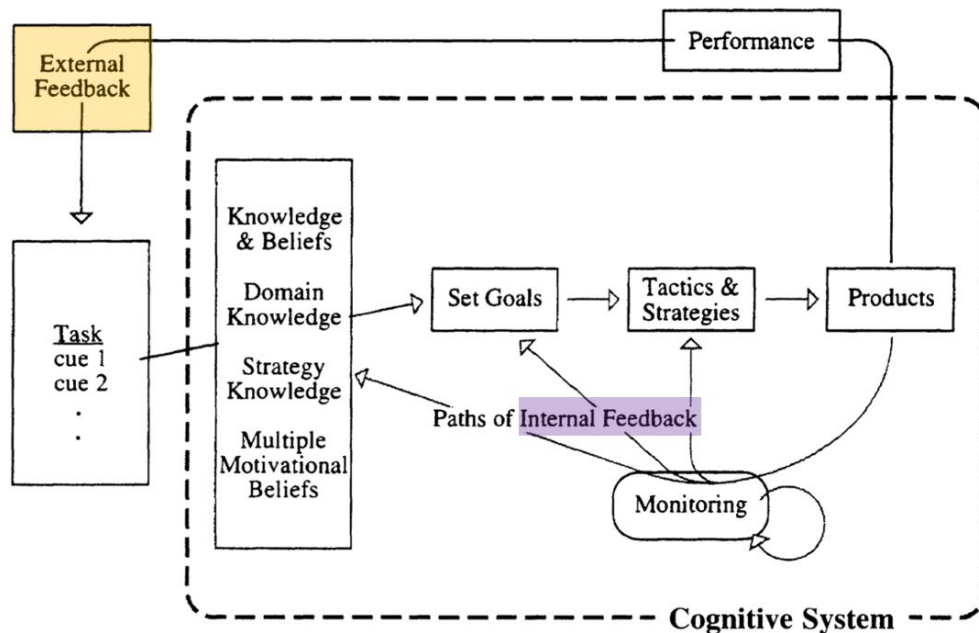 External
Feedback
Performance
Knowledge
& Beliefs
Domain
Knowledge
Strategy
Knowledge
Multiple
Motivational
Beliefs
Set Goals
Tactics &
Strategies
Products
Task
cue 1
cue 2
.
.
Paths of Internal Feedback
Monitoring
Cognitive System